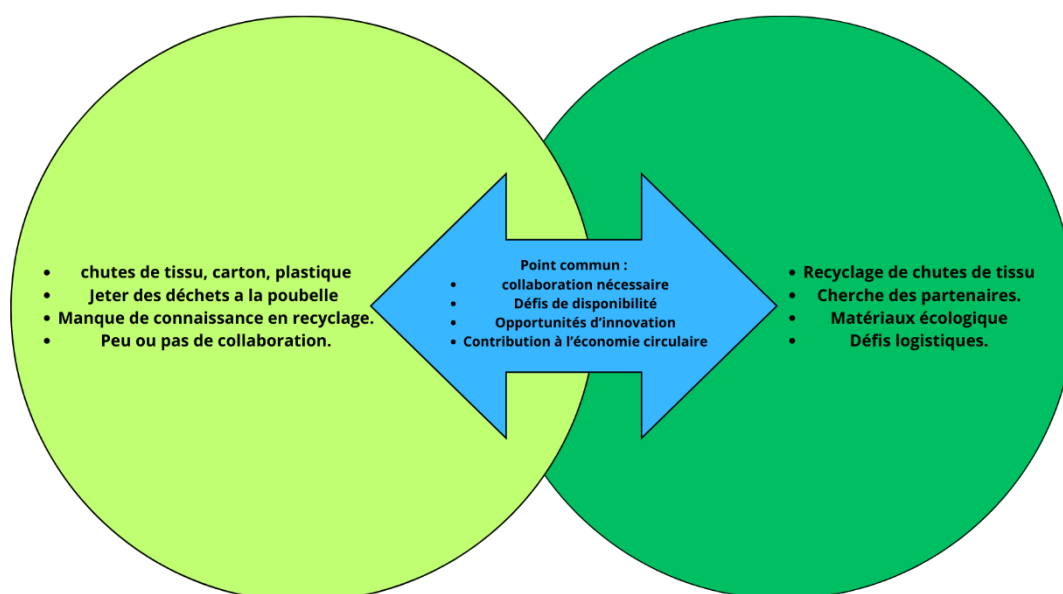 • chutes de tissu, carton, plastique
• Jeter des déchets a la poubelle
• Manque de connaissance en recyclage.
• Peu ou pas de collaboration.
Point commun :
• collaboration nécessaire
• Défis de disponibilité
• Opportunités d’innovation
• Contribution à l’économie circulaire
• Recyclage de chutes de tissu
• Cherche des partenaires.
• Matériaux écologique
• Défis logistiques.